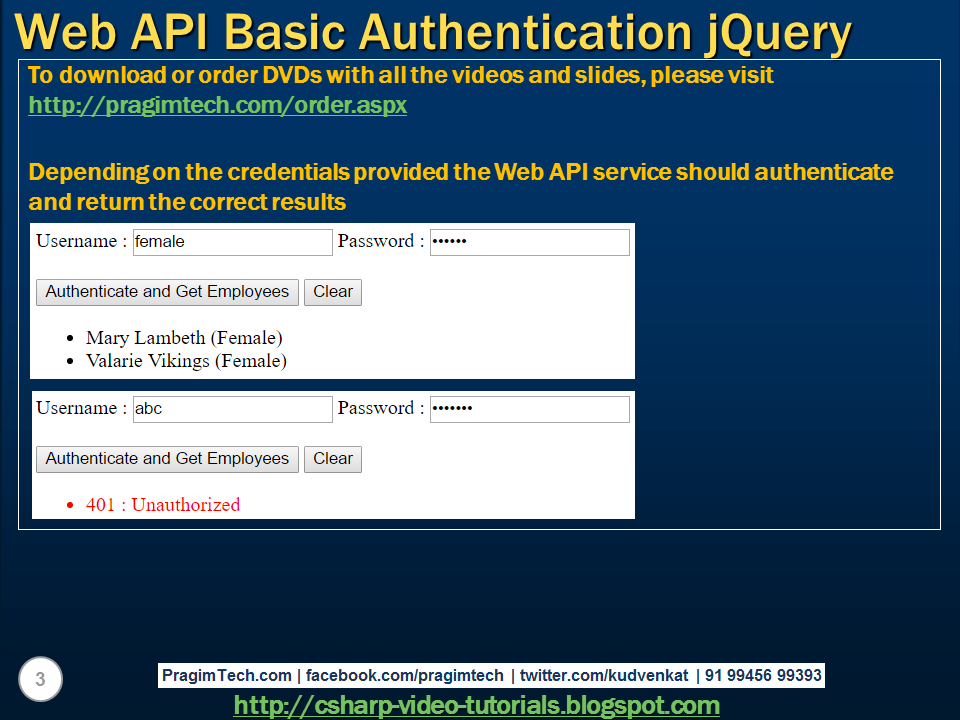 Web API Basic Authentication jQuery
To download or order DVDs with all the videos and slides, please visit
http://pragimtech.com/order.aspx
Depending on the credentials provided the Web API service should authenticate
and return the correct results
Username : female Password : ••••••
Authenticate and Get Employees Clear
• Mary Lambeth (Female)
• Valarie Vikings (Female)
Username : abc Password : •••••••
Authenticate and Get Employees Clear
• 401 : Unauthorized
3
PragimTech.com | facebook.com/pragimtech | twitter.com/kudvenkat | 91 99456 99393
http://csharp-video-tutorials.blogspot.com